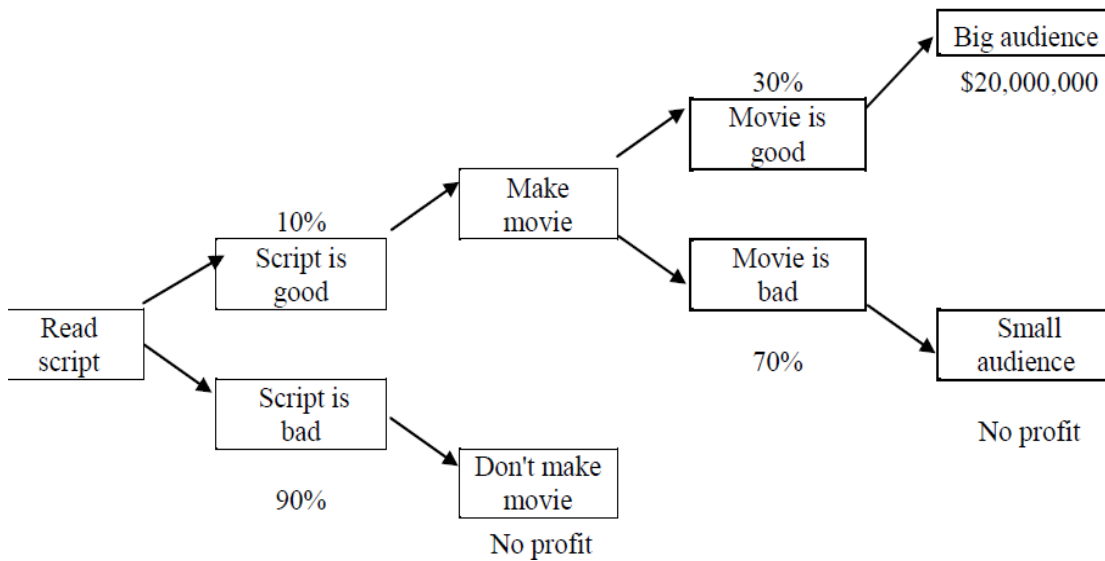 Big audience
$20,000,000
30%
Movie is
good
Make
movie
10%
Script is
good
Movie is
bad
70%
Small
audience
No profit
Read
script
Script is
bad
90%
Don't make
movie
No profit